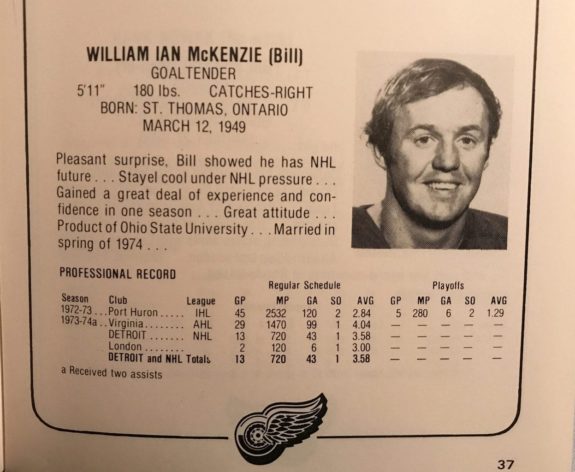 WILLIAM IAN McKENZIE (Bill)
GOALTENDER
5'11" 180 lbs. CATCHES-RIGHT
BORN: ST. THOMAS, ONTARIO
MARCH 12, 1949
Pleasant surprise, Bill showed he has NHL
future . . . Stayel cool under NHL pressure . . .
Gained a great deal of experience and con-
fidence in one season . . . Great attitude . . .
Product of Ohio State University . . . Married in
spring of 1974 . . .
PROFESSIONAL RECORD
Regular Schedule Playoffs
Season Club League GP MP GA SO AVG GP MP GA SO AVG
1972-73 . . . Port Huron . . . . IHL 45 2532 120 2 2.84 5 280 6 2 1.29
1973-74a . . Virginia . . . . . . AHL 29 1470 99 1 4.04 — — — — —
DETROIT . . . . . NHL 13 720 43 1 3.58 — — — — —
London . . . . . . . . 2 120 6 1 3.00 — — — — —
DETROIT and NHL Totals 13 720 43 1 3.58 — — — — —
a Received two assists
37